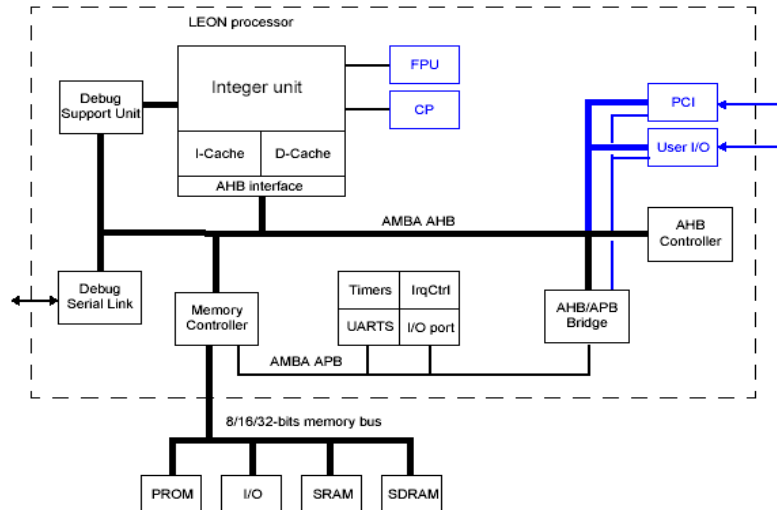 LEON processor
Integer unit
FPU
CP
Debug
Support Unit
PCI
User I/O
I-Cache
D-Cache
AHB interface
AMBA AHB
AHB
Controller
Debug
Serial Link
Memory
Controller
Timers
IrqCtrl
UARTS
I/O port
AHB/APB
Bridge
AMBA APB
8/16/32-bits memory bus
PROM
I/O
SRAM
SDRAM